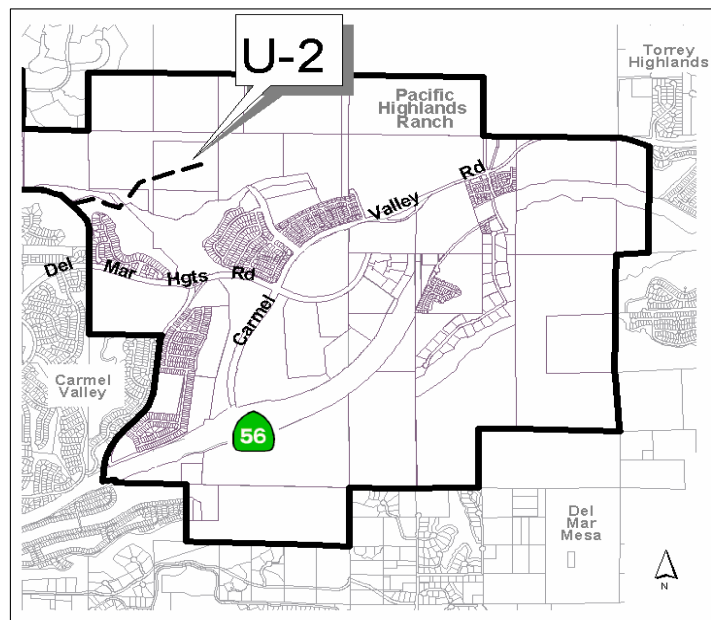 U-2
Torrey
Highlands
Pacific
Highlands
Ranch
Valley Rd
Del Mar Hgts Rd
Carmel
Carmel
Valley
56
Del
Mar
Mesa
N